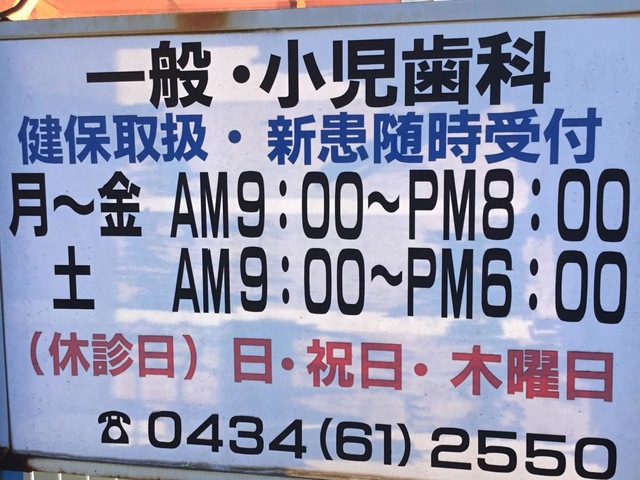 一般・小児歯科
健保取扱・新患随時受付
月〜金 AM9:00〜PM8:00
土 AM9:00〜PM6:00
（休診日）日・祝日・木曜日
☎ 0434(61)2550